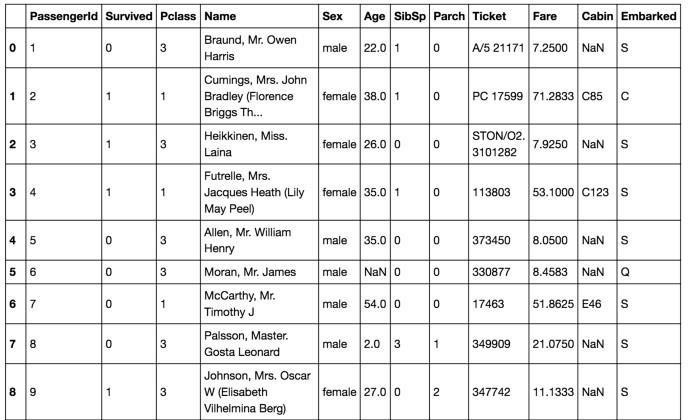 PassengerId Survived Pclass Name Sex Age SibSp Parch Ticket Fare Cabin Embarked
0 1 0 3 Braund, Mr. Owen Harris male 22.0 1 0 A/5 21171 7.2500 NaN S
1 2 1 1 Cumings, Mrs. John Bradley (Florence Briggs Th... female 38.0 1 0 PC 17599 71.2833 C85 C
2 3 1 3 Heikkinen, Miss. Laina female 26.0 0 0 STON/O2. 3101282 7.9250 NaN S
3 4 1 1 Futrelle, Mrs. Jacques Heath (Lily May Peel) female 35.0 1 0 113803 53.1000 C123 S
4 5 0 3 Allen, Mr. William Henry male 35.0 0 0 373450 8.0500 NaN S
5 6 0 3 Moran, Mr. James male NaN 0 0 330877 8.4583 NaN Q
6 7 0 1 McCarthy, Mr. Timothy J male 54.0 0 0 17463 51.8625 E46 S
7 8 0 3 Palsson, Master. Gosta Leonard male 2.0 3 1 349909 21.0750 NaN S
8 9 1 3 Johnson, Mrs. Oscar W (Elisabeth Vilhelmina Berg) female 27.0 0 2 347742 11.1333 NaN S